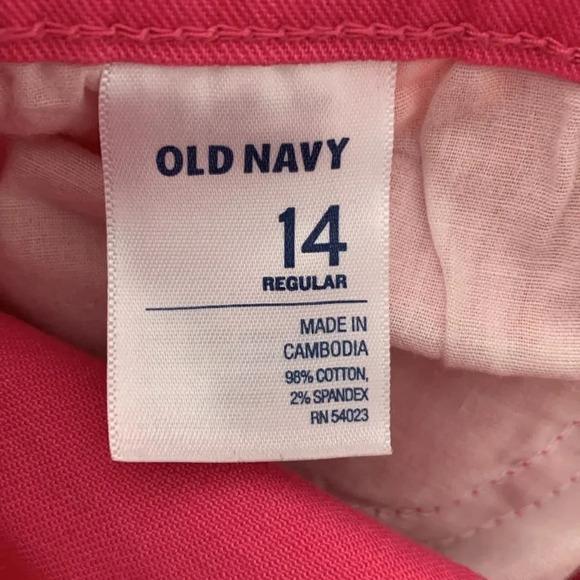 OLD NAVY
14
REGULAR
MADE IN
CAMBODIA
98% COTTON,
2% SPANDEX
RN 54023